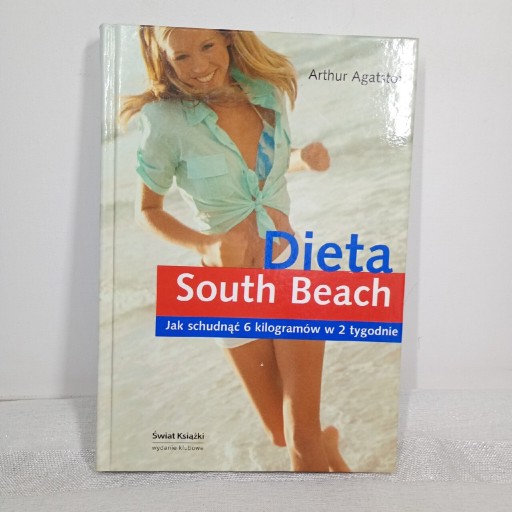 Arthur Agatston
Dieta
South Beach
Jak schudnąć 6 kilogramów w 2 tygodnie
Świat Książki
wydanie klubowe